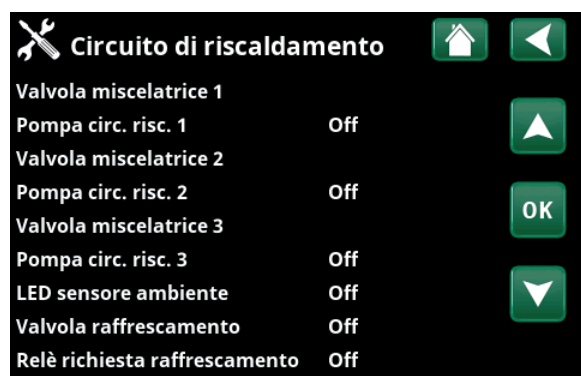 Circuito di riscaldamento
Valvola miscelatrice 1
Pompa circ. risc. 1 Off
Valvola miscelatrice 2
Pompa circ. risc. 2 Off
Valvola miscelatrice 3
Pompa circ. risc. 3 Off
LED sensore ambiente Off
Valvola raffrescamento Off
Relè richiesta raffrescamento Off
OK